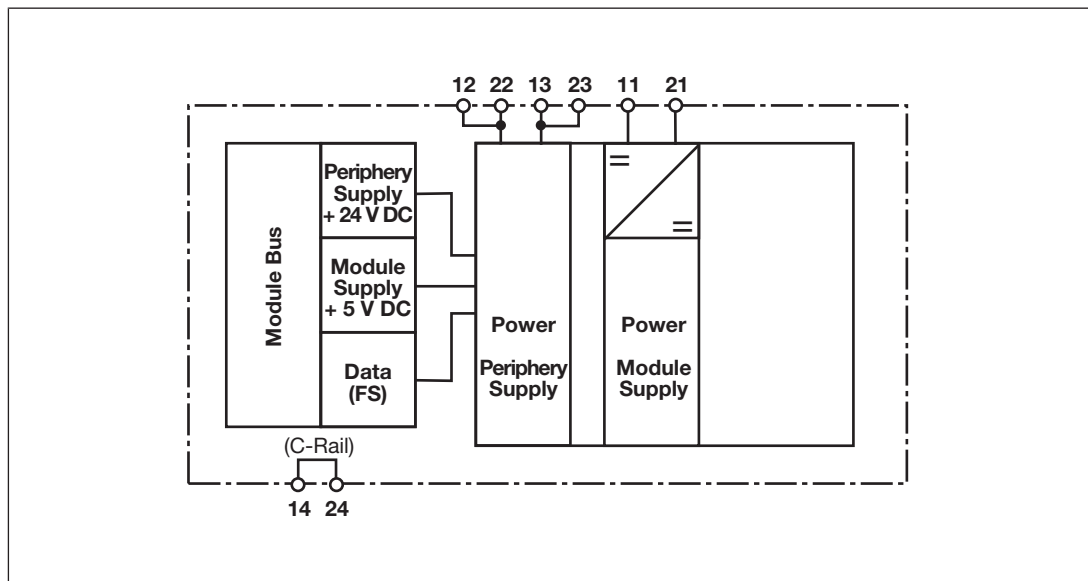 12 22 13 23 11 21
Module Bus
Periphery
Supply
+ 24 V DC
Module
Supply
+ 5 V DC
Data
(FS)
Power
Periphery
Supply
Power
Module
Supply
(C-Rail)
14 24